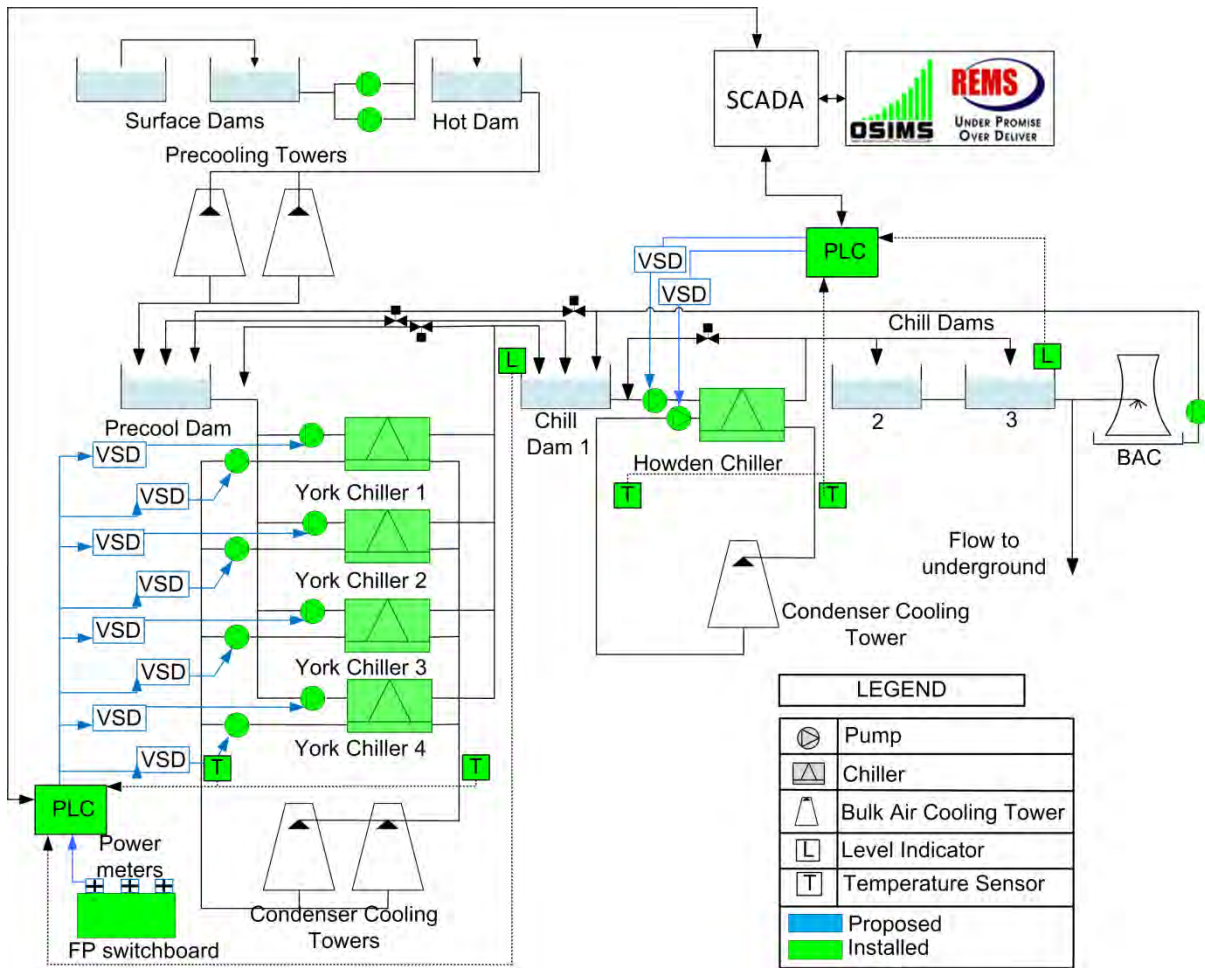 SCADA
OSIMS
REMS
UNDER PROMISE
OVER DELIVER
Surface Dams
Hot Dam
Precooling Towers
PLC
VSD
VSD
Chill Dams
L
L
Precool Dam
Chill
Dam 1
Howden Chiller
2
3
BAC
VSD
York Chiller 1
VSD
T
T
VSD
York Chiller 2
VSD
Flow to
underground
VSD
York Chiller 3
Condenser Cooling
Tower
VSD
VSD
York Chiller 4
VSD
T
T
PLC
Power
meters
Condenser Cooling
Towers
FP switchboard
LEGEND
Pump
Chiller
Bulk Air Cooling Tower
L
Level Indicator
T
Temperature Sensor
Proposed
Installed